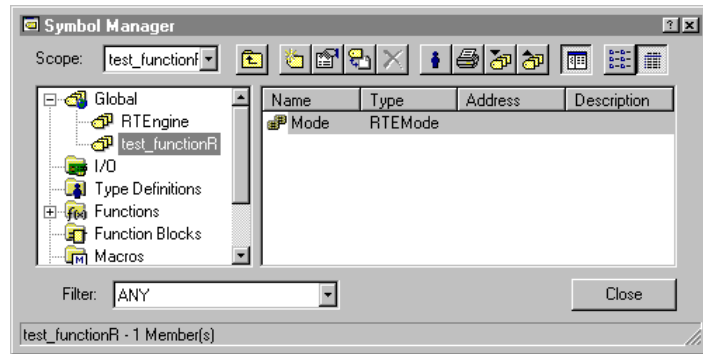 Symbol Manager
Scope: test_functionF
Global
RTEngine
test_functionR
I/O
Type Definitions
Functions
Function Blocks
Macros
Name Type Address Description
Mode RTEMode
Filter: ANY
Close
test_functionR - 1 Member(s)